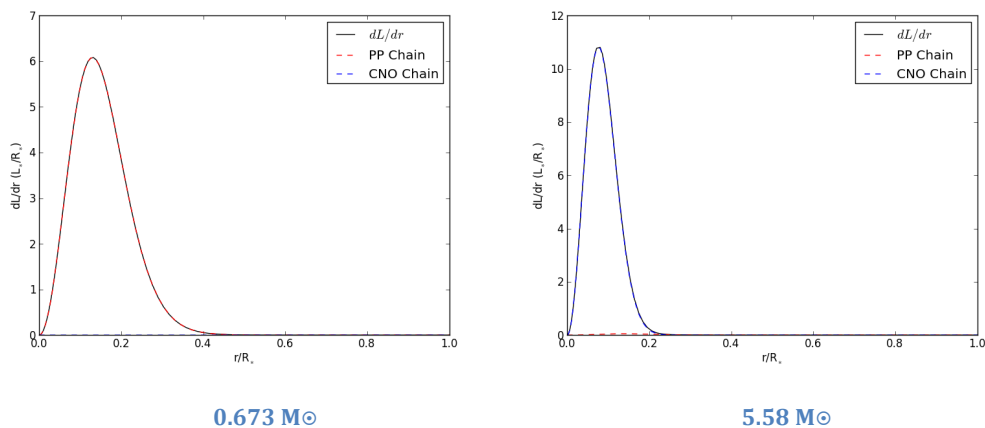 7
6
5
4
3
2
1
0
dL/dr (L*/R*)
0.0 0.2 0.4 0.6 0.8 1.0
r/R*
dL/dr
PP Chain
CNO Chain
0.673 M☉
12
10
8
6
4
2
0
dL/dr (L*/R*)
0.0 0.2 0.4 0.6 0.8 1.0
r/R*
dL/dr
PP Chain
CNO Chain
5.58 M☉